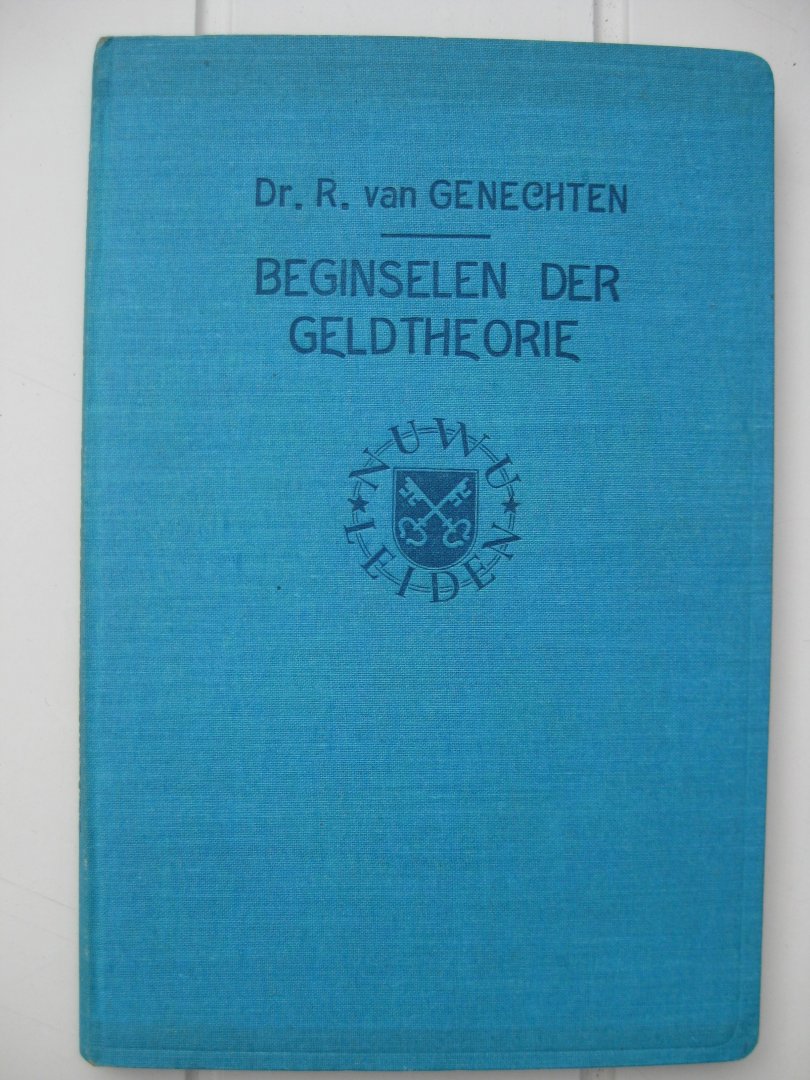 Dr. R. van GENECHTEN
BEGINSELEN DER
GELDTHEORIE
NUWU
LEIDEN